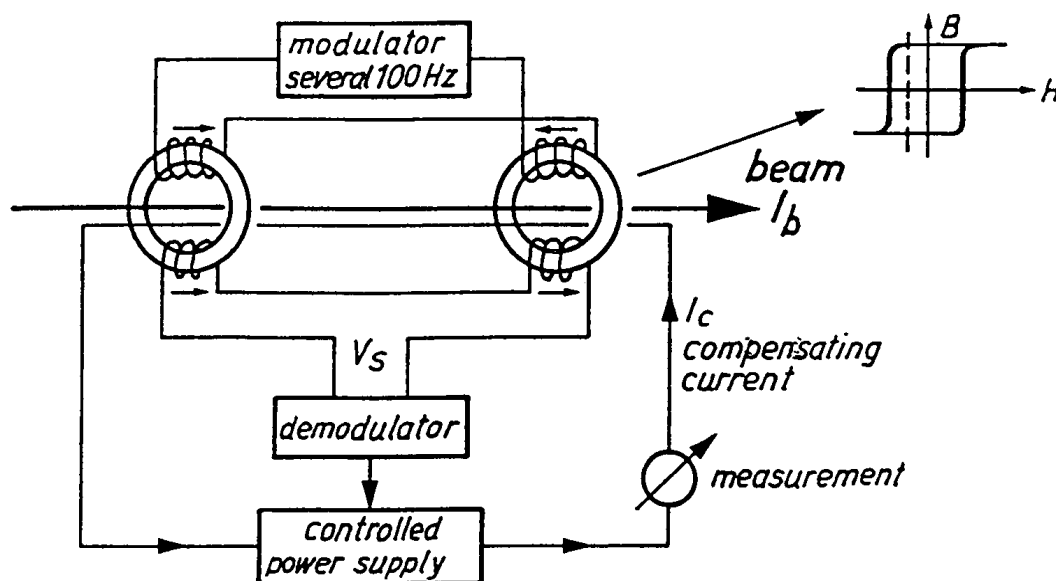 modulator
several 100 Hz
B
H
beam
I_b
V_s
I_c
compensating
current
demodulator
measurement
controlled
power supply